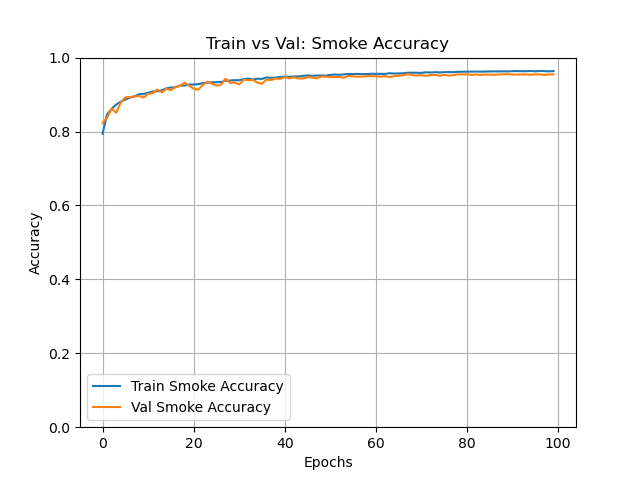 Train vs Val: Smoke Accuracy
1.0
0.8
0.6
0.4
0.2
0.0
Accuracy
Train Smoke Accuracy
Val Smoke Accuracy
0 20 40 60 80 100
Epochs